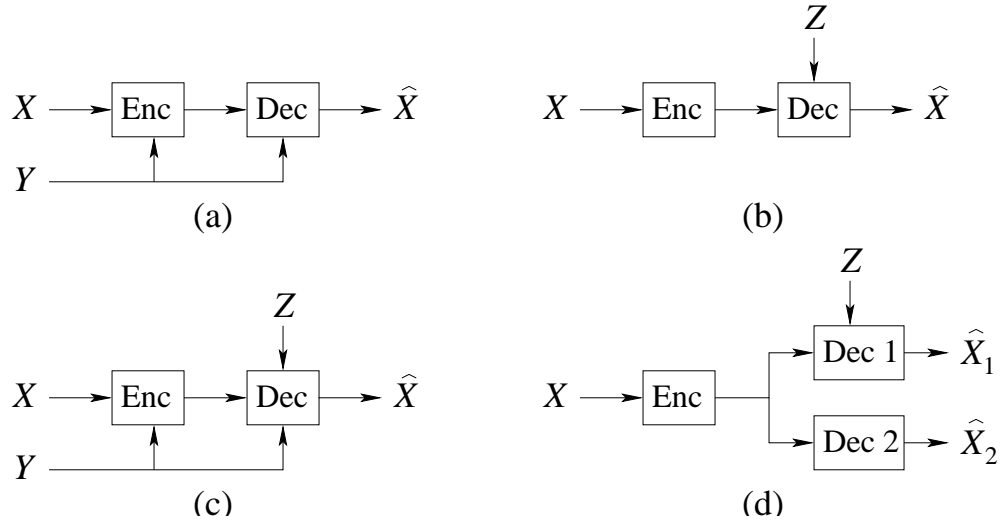 Z
X Enc Dec X̂
X Enc Dec X̂
Y
(a) (b)
Z Z
Dec 1 X̂1
X Enc Dec X̂
X Enc
Y
Dec 2 X̂2
(c) (d)